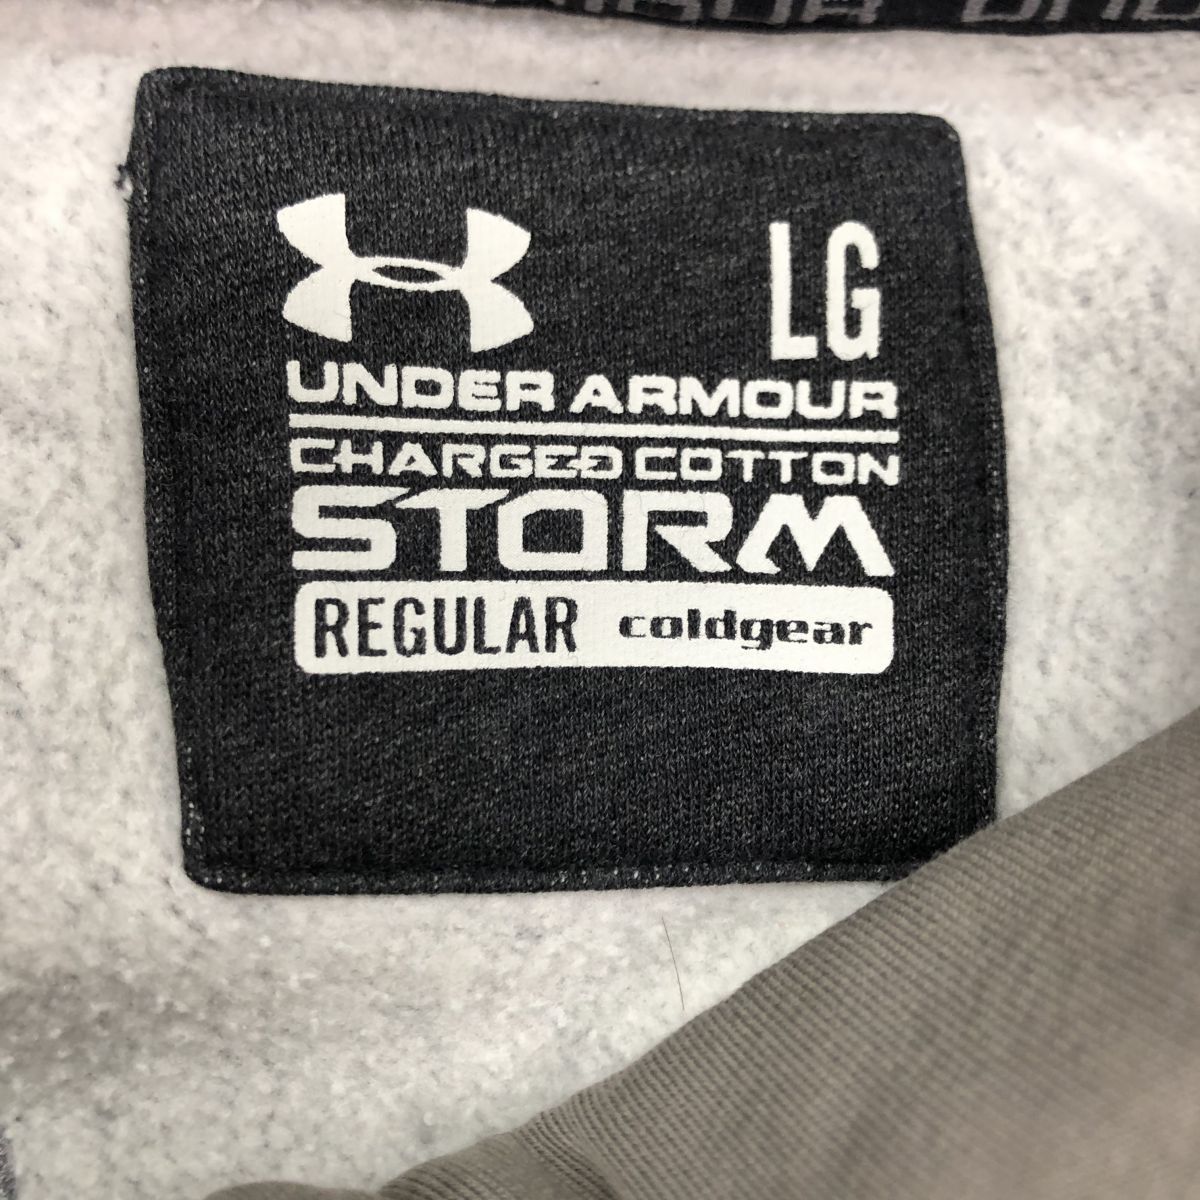 LG
UNDER ARMOUR
CHARGED COTTON
STORM
REGULAR coldgear